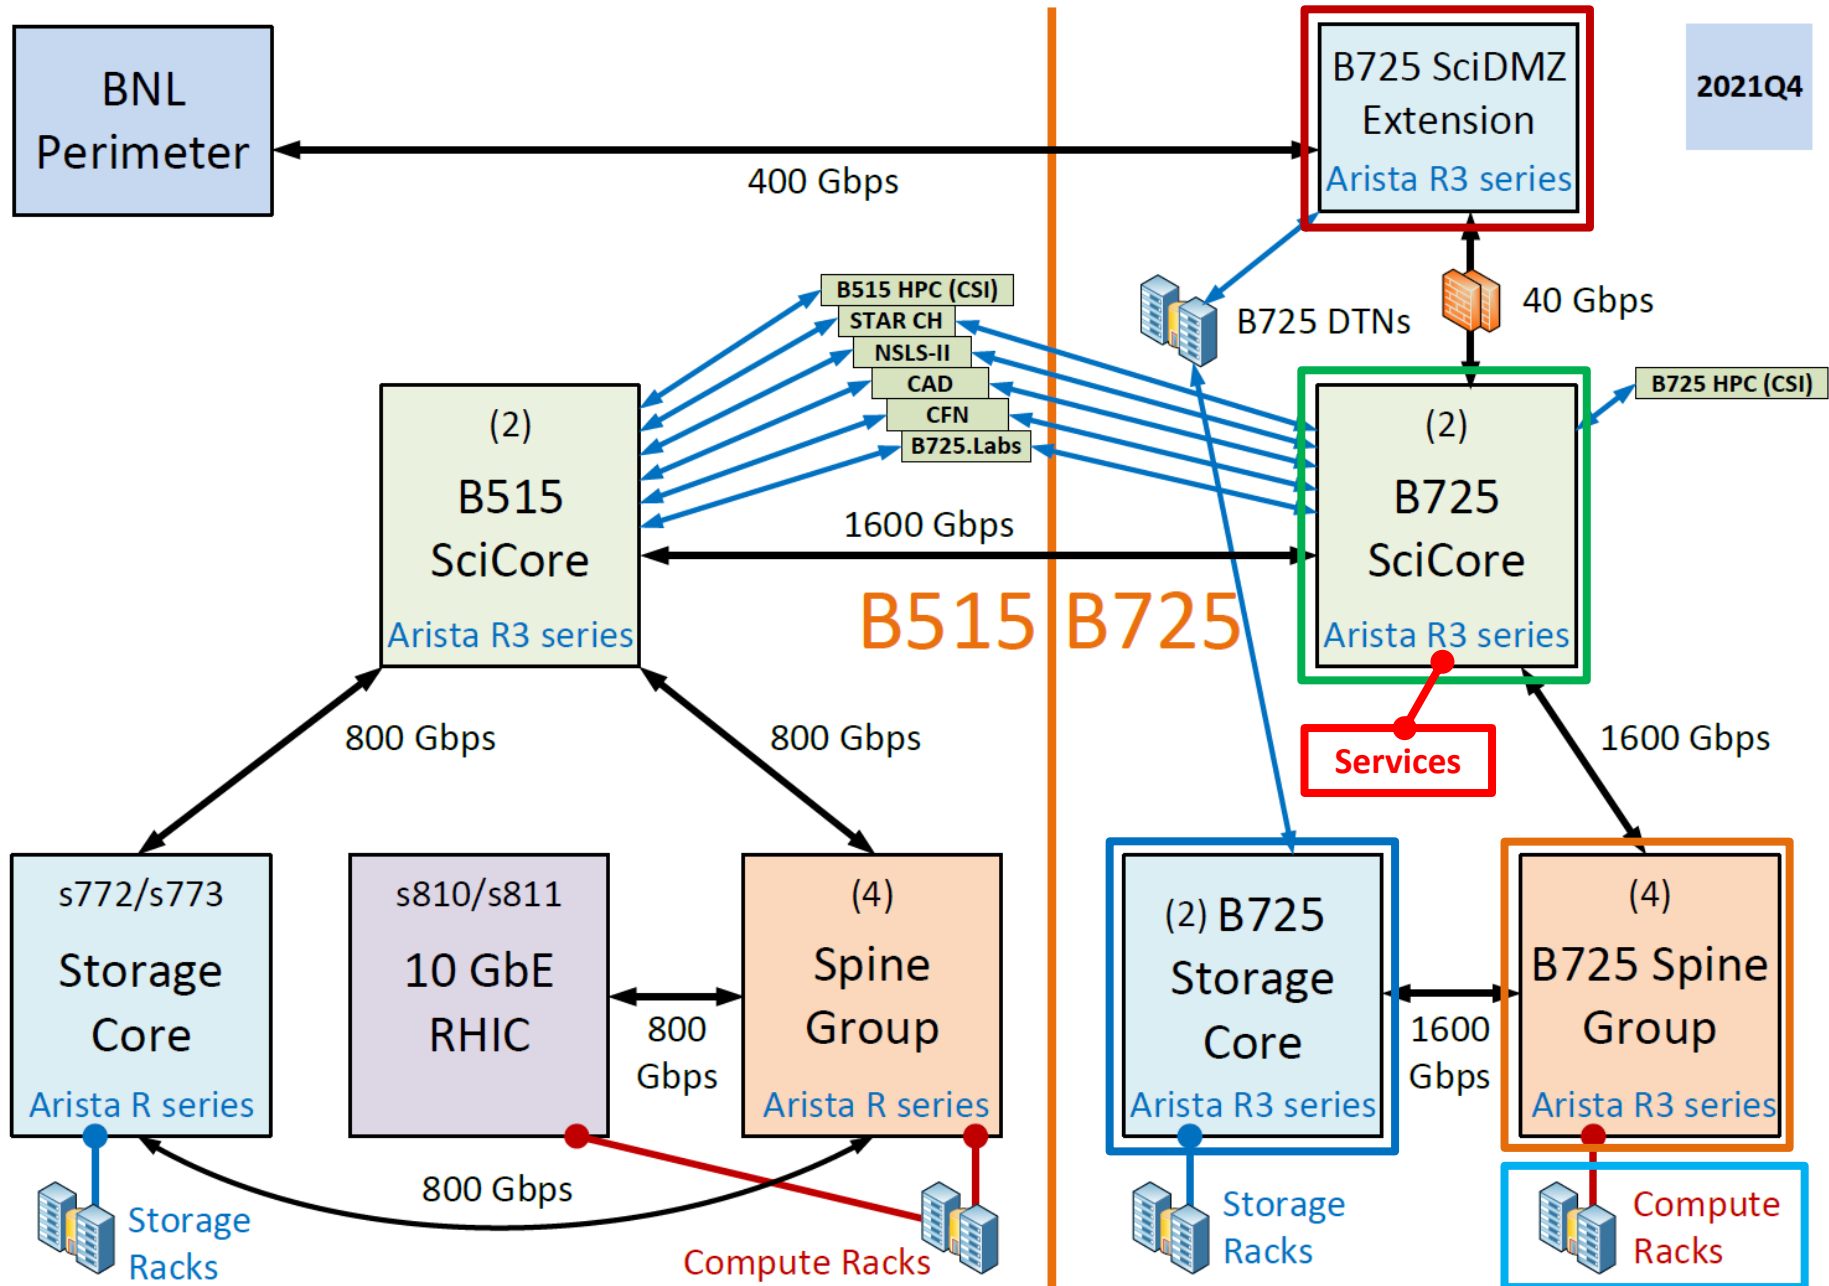 BNL
Perimeter
400 Gbps
B725 SciDMZ
Extension
Arista R3 series
2021Q4
40 Gbps
B725 DTNs
B515 HPC (CSI)
STAR CH
NSLS-II
CAD
CFN
B725.Labs
B725 HPC (CSI)
(2)
B515
SciCore
Arista R3 series
1600 Gbps
(2)
B725
SciCore
Arista R3 series
B515
B725
800 Gbps
800 Gbps
Services
1600 Gbps
s772/s773
Storage
Core
Arista R series
s810/s811
10 GbE
RHIC
800
Gbps
(4)
Spine
Group
Arista R series
(2) B725
Storage
Core
Arista R3 series
1600
Gbps
(4)
B725 Spine
Group
Arista R3 series
800 Gbps
Storage
Racks
Compute Racks
Storage
Racks
Compute
Racks